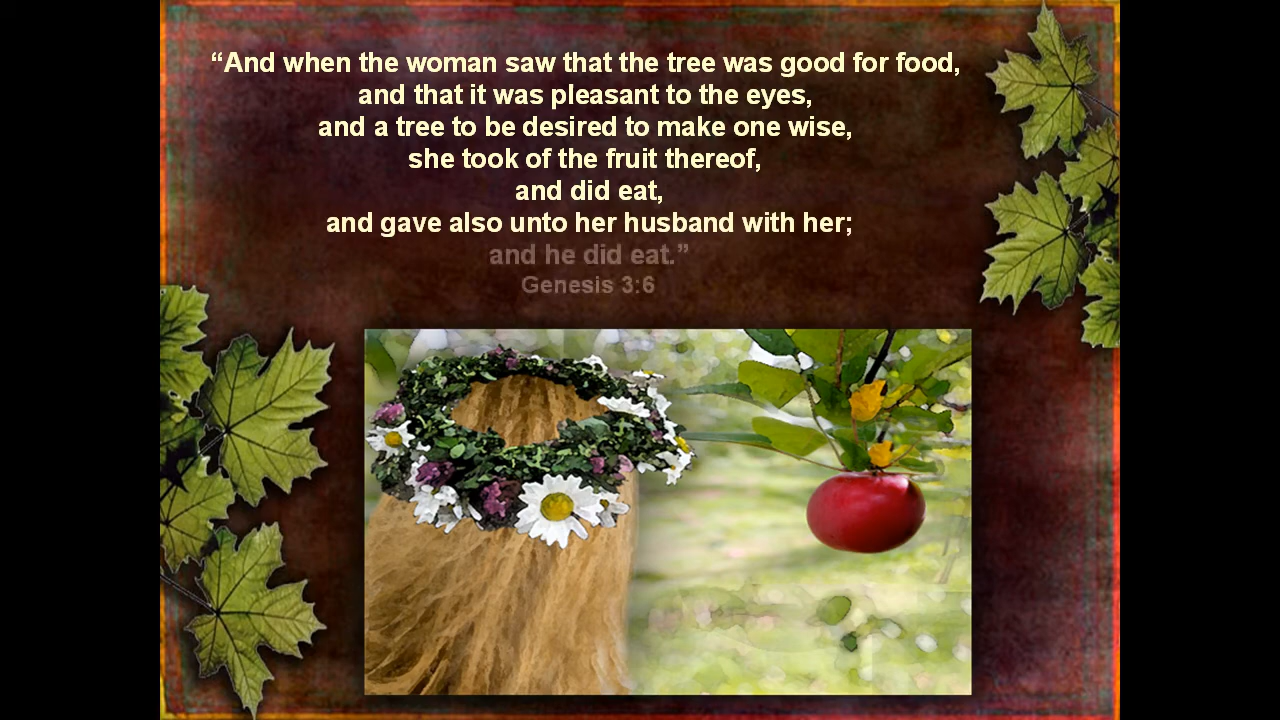 “And when the woman saw that the tree was good for food,
and that it was pleasant to the eyes,
and a tree to be desired to make one wise,
she took of the fruit thereof,
and did eat,
and gave also unto her husband with her;
and he did eat.”
Genesis 3:6